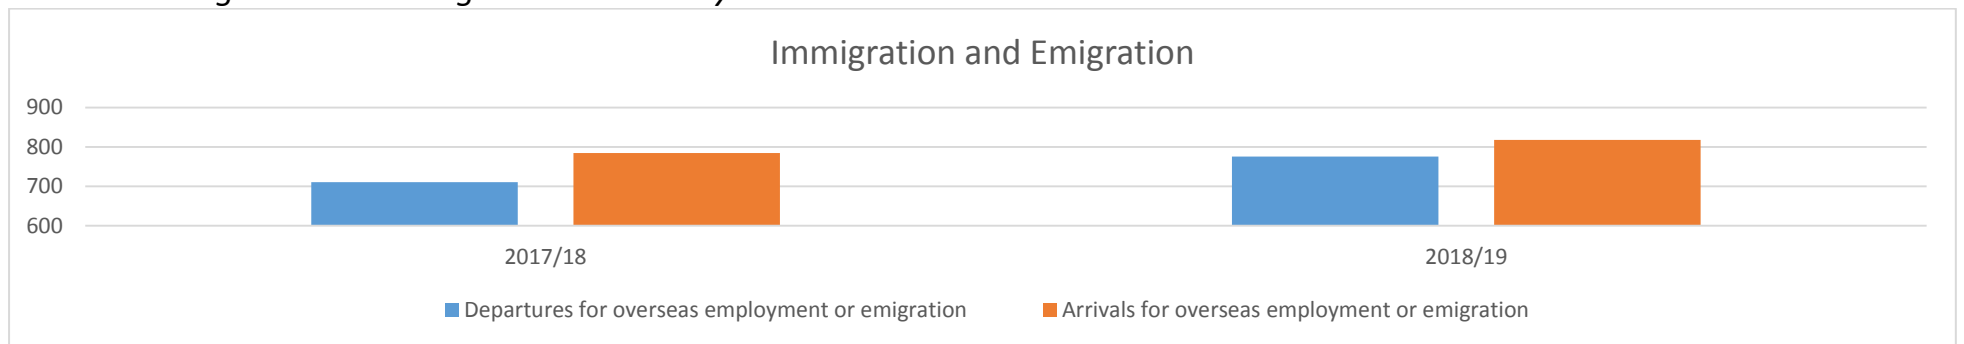 Immigration and Emigration
900
800
700
600
2017/18 2018/19
Departures for overseas employment or emigration Arrivals for overseas employment or emigration